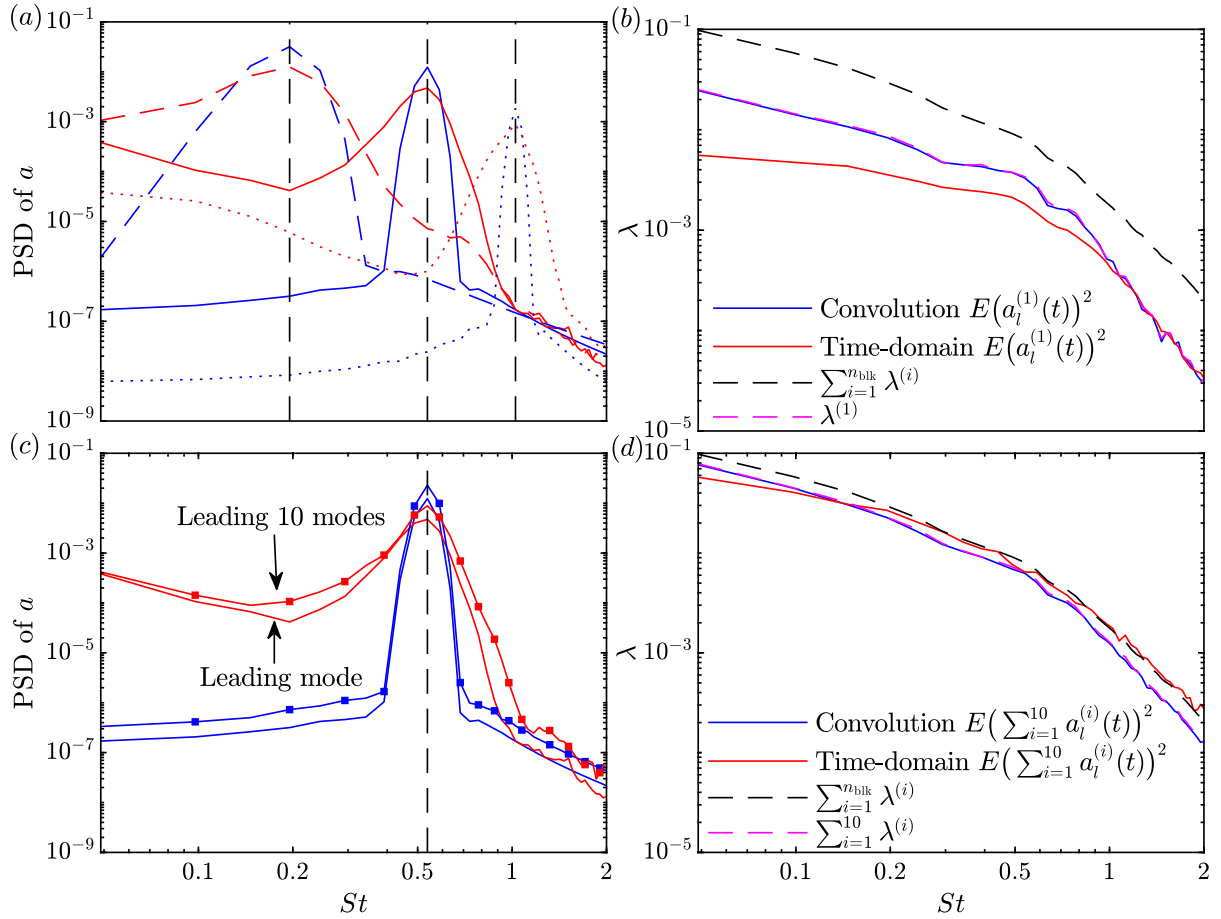 (a)
10⁻¹
10⁻³
10⁻⁵
10⁻⁷
10⁻⁹
PSD of a
(b)
10⁻¹
10⁻³
10⁻⁵
λ
Convolution E(a_l^(1)(t))²
Time-domain E(a_l^(1)(t))²
∑_{i=1}^{n_blk} λ^(i)
λ^(1)
(c)
10⁻¹
10⁻³
10⁻⁵
10⁻⁷
10⁻⁹
PSD of a
Leading 10 modes
Leading mode
0.1 0.2 0.5 1 2
St
(d)
10⁻¹
10⁻³
10⁻⁵
λ
Convolution E(∑_{i=1}^{10} a_l^(i)(t))²
Time-domain E(∑_{i=1}^{10} a_l^(i)(t))²
∑_{i=1}^{n_blk} λ^(i)
∑_{i=1}^{10} λ^(i)
0.1 0.2 0.5 1 2
St